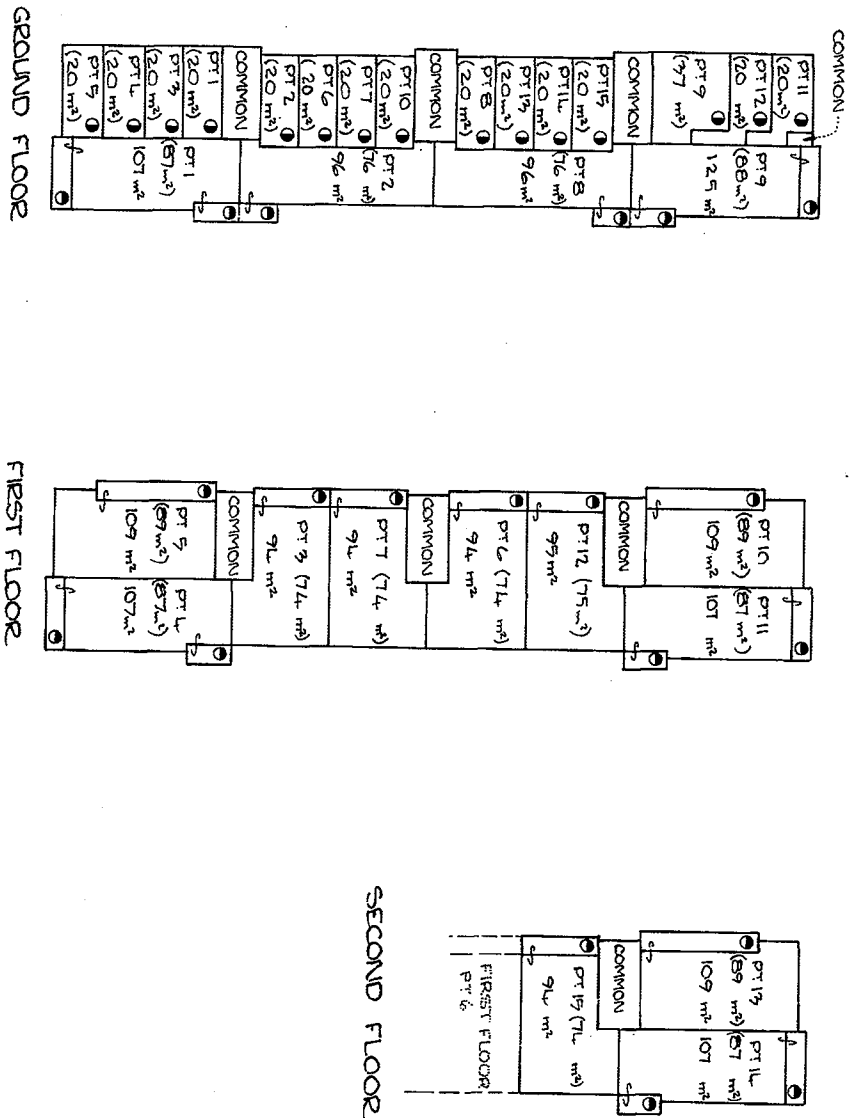 COMMON...
PT 11
(20 m²)
PT 12
(20 m²)
PT 9
(37 m²)
PT 9
(88 m²)
125 m²
COMMON
PT 15
(20 m²)
PT 14
(20 m²)
PT 13
(20 m²)
PT 8
(20 m²)
PT 8
(76 m²)
96 m²
COMMON
PT 10
(20 m²)
PT 7
(20 m²)
PT 6
(20 m²)
PT 2
(20 m²)
PT 2
(76 m²)
96 m²
COMMON
PT 1
(20 m²)
PT 3
(20 m²)
PT 4
(20 m²)
PT 5
(20 m²)
PT 1
(87 m²)
107 m²
GROUND FLOOR
PT 10
(89 m²)
109 m²
PT 11
(87 m²)
107 m²
COMMON
PT 12 (75 m²)
95 m²
PT 6 (74 m²)
94 m²
COMMON
PT 7 (74 m²)
94 m²
PT 3 (74 m²)
94 m²
COMMON
PT 5
(89 m²)
109 m²
PT 4
(87 m²)
107 m²
FIRST FLOOR
PT 13
(89 m²)
109 m²
PT 14
(87 m²)
107 m²
COMMON
PT 15 (74 m²)
94 m²
FIRST FLOOR
PT 6
SECOND FLOOR